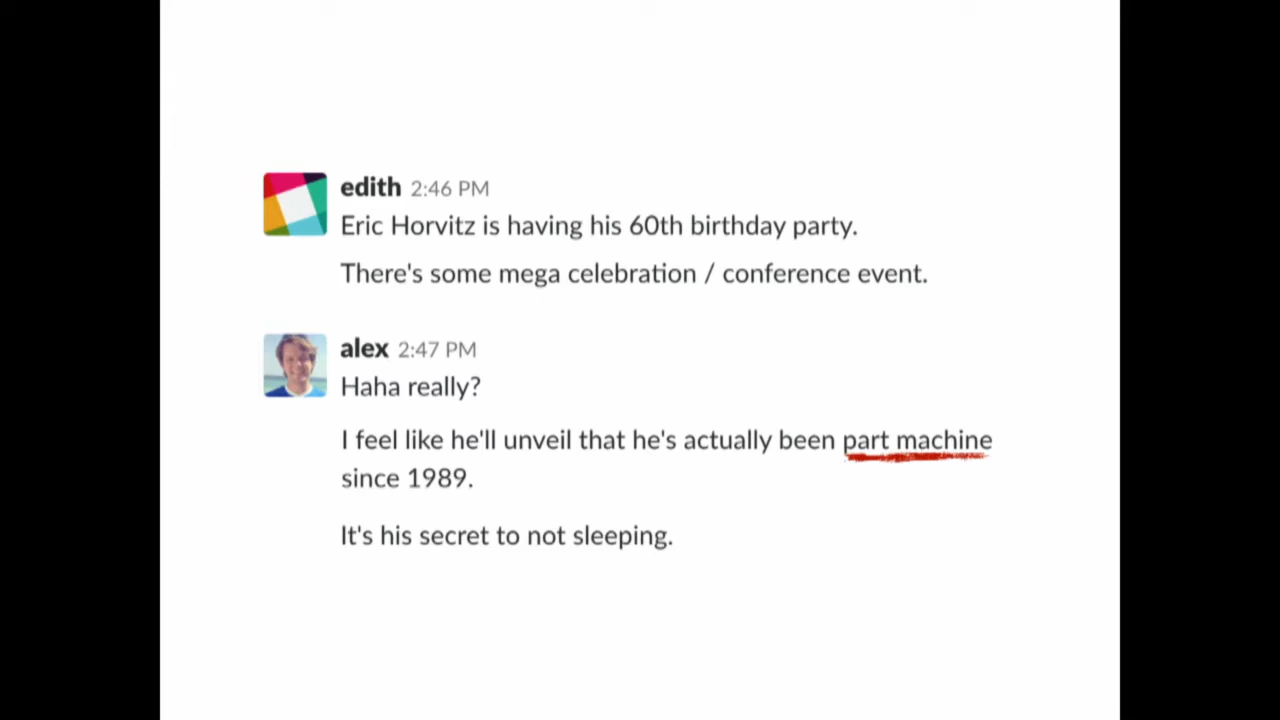 edith 2:46 PM
Eric Horvitz is having his 60th birthday party.
There's some mega celebration / conference event.
alex 2:47 PM
Haha really?
I feel like he'll unveil that he's actually been part machine
since 1989.
It's his secret to not sleeping.